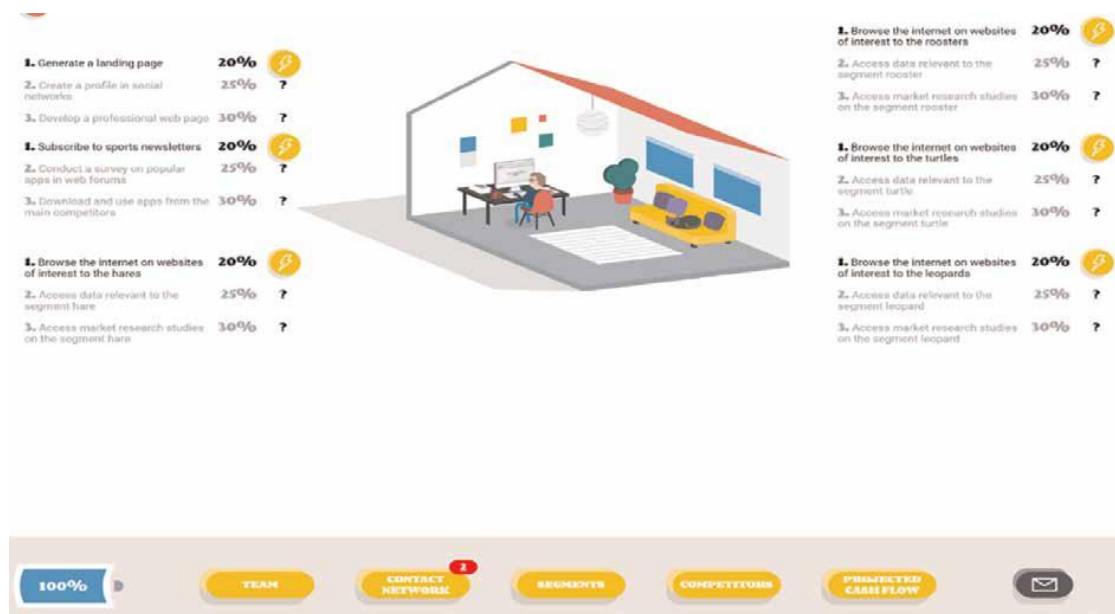 1. Generate a landing page 20%
2. Create a profile in social
networks 25% ?
3. Develop a professional web page 30% ?
1. Subscribe to sports newsletters 20%
2. Conduct a survey on popular
apps in web forums 25% ?
3. Download and use apps from the
main competitors 30% ?
1. Browse the internet on websites
of interest to the hares 20%
2. Access data relevant to the
segment hare 25% ?
3. Access market research studies
on the segment hare 30% ?
1. Browse the internet on websites
of interest to the roosters 20%
2. Access data relevant to the
segment rooster 25% ?
3. Access market research studies
on the segment rooster 30% ?
1. Browse the internet on websites
of interest to the turtles 20%
2. Access data relevant to the
segment turtle 25% ?
3. Access market research studies
on the segment turtle 30% ?
1. Browse the internet on websites
of interest to the leopards 20%
2. Access data relevant to the
segment leopard 25% ?
3. Access market research studies
on the segment leopard 30% ?
100%
TEAM
CONTACT
NETWORK
2
SEGMENTS
COMPETITORS
PROJECTED
CASH FLOW